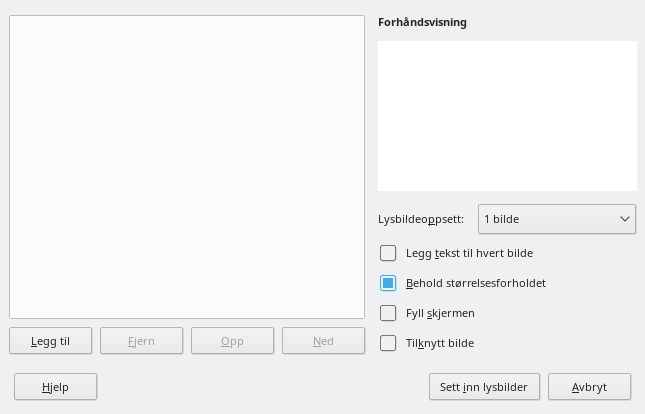 Forhåndsvisning
Lysbildeoppsett: 1 bilde
Legg tekst til hvert bilde
Behold størrelsesforholdet
Fyll skjermen
Tilknytt bilde
Legg til Fjern Opp Ned
Hjelp Sett inn lysbilder Avbryt